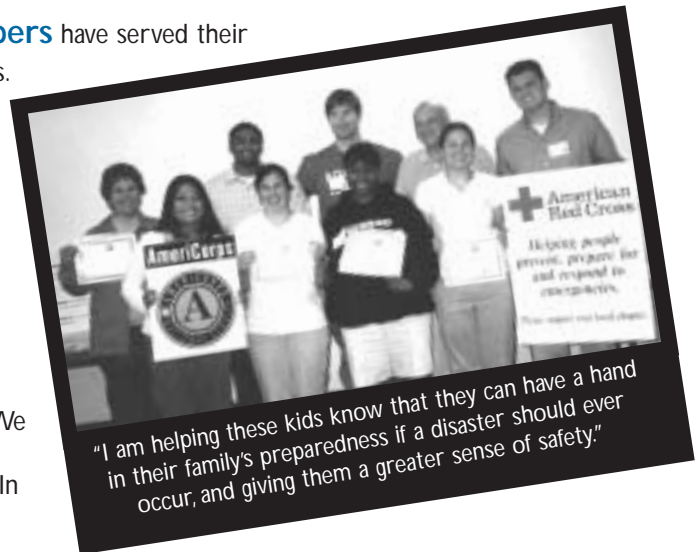 bers have served their
s.
AmeriCorps
A
American
Red Cross
Helping people
prevent, prepare for
and respond to
emergencies.
We
In
"I am helping these kids know that they can have a hand
in their family's preparedness if a disaster should ever
occur, and giving them a greater sense of safety."